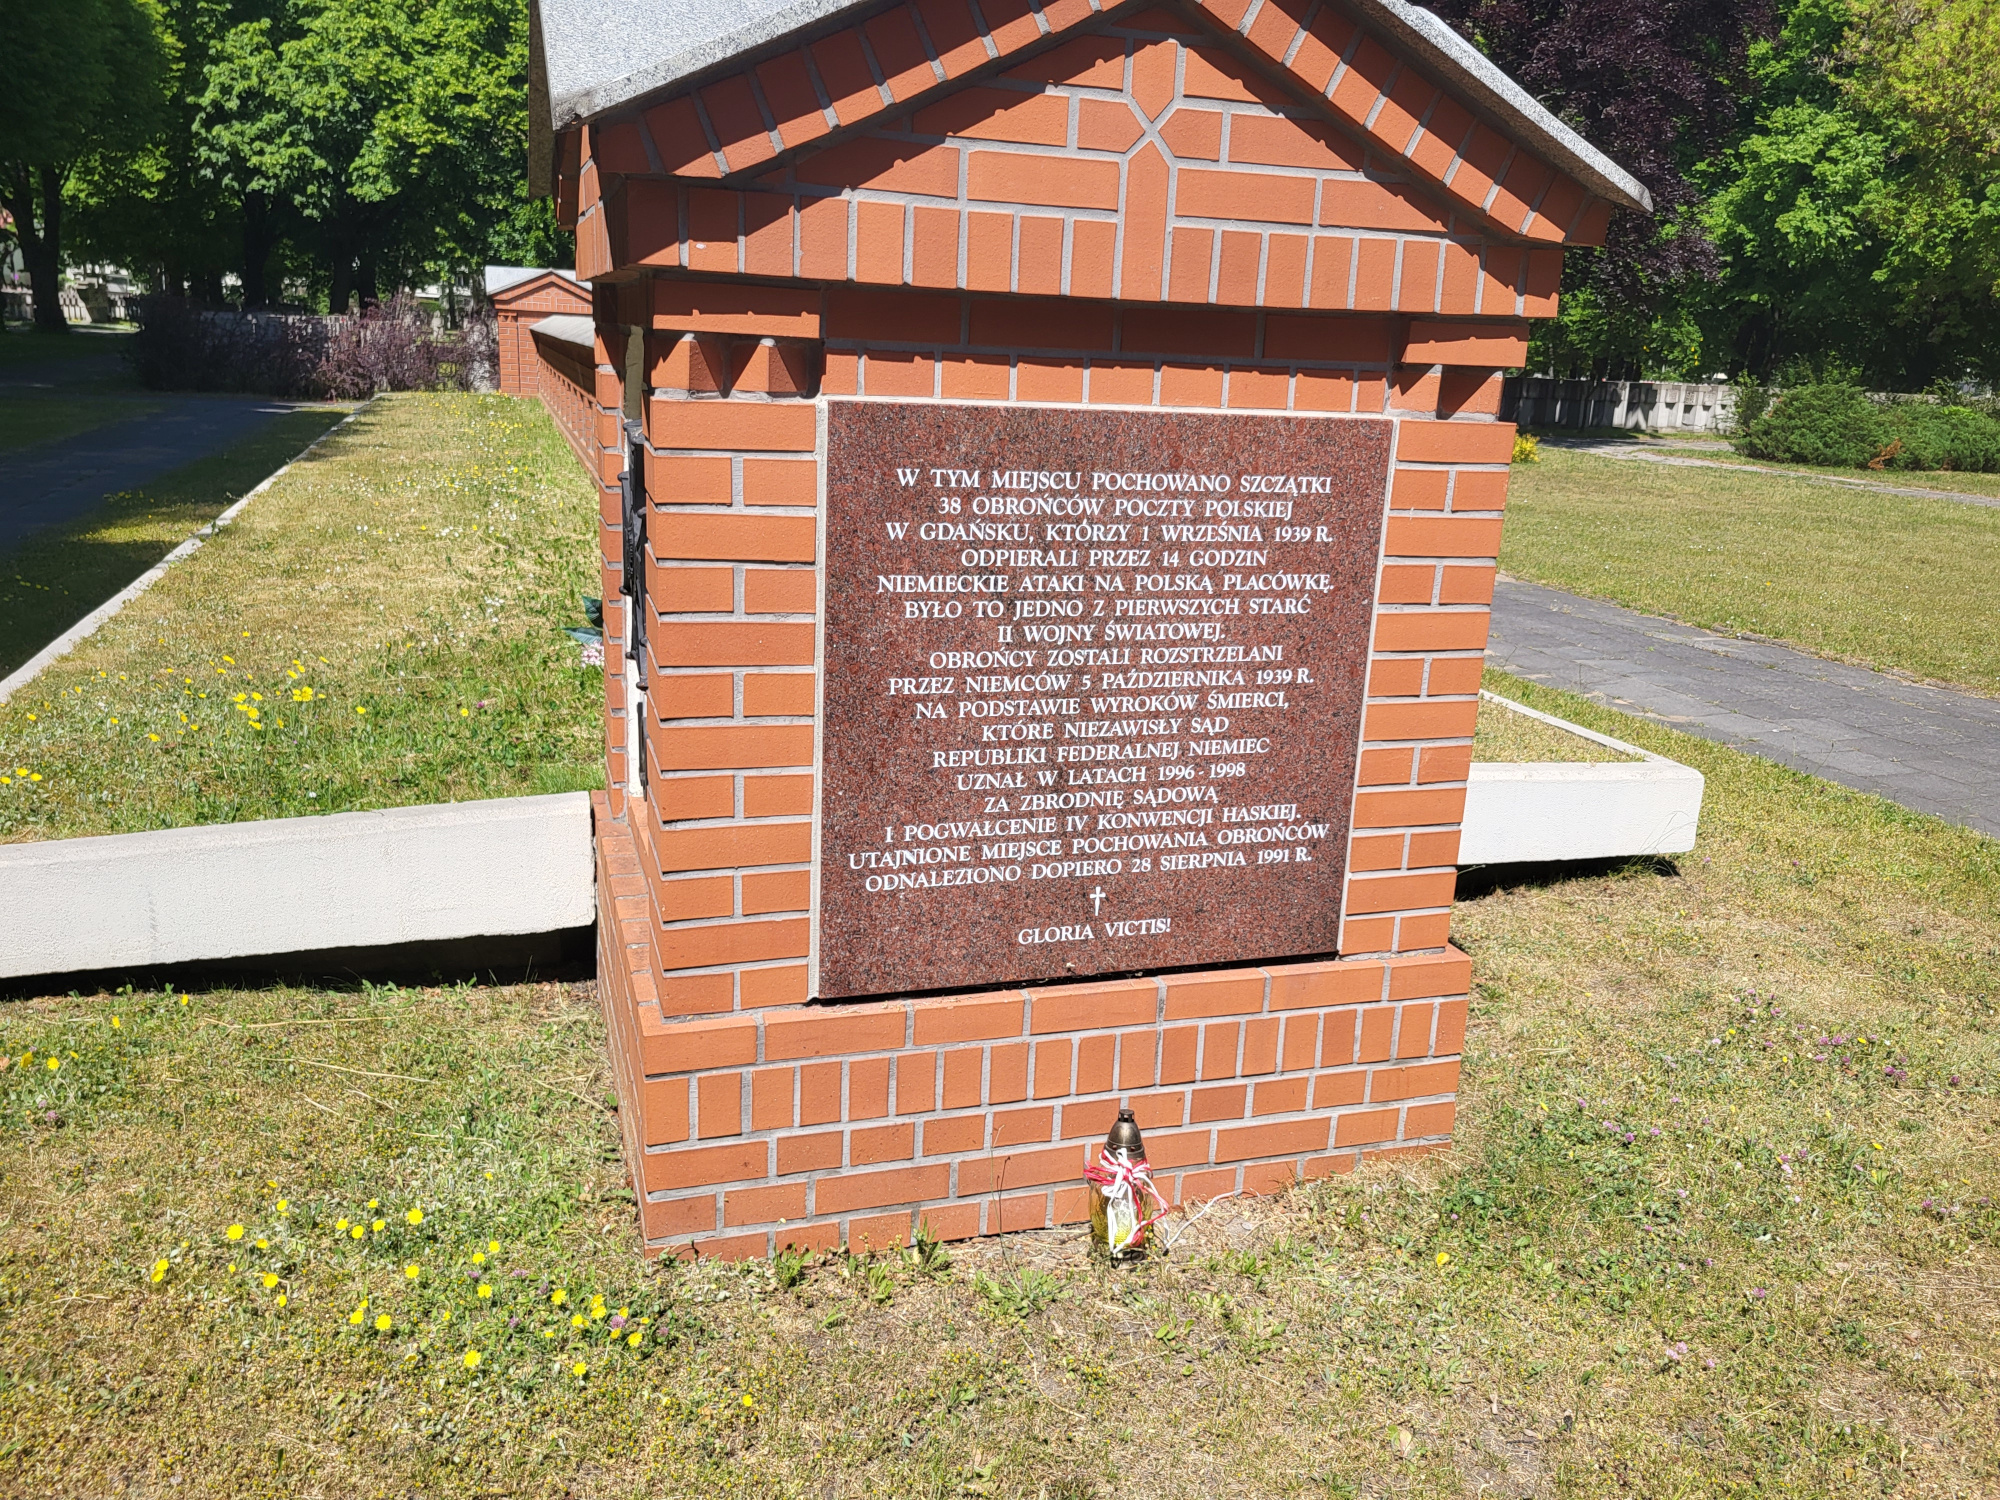 W TYM MIEJSCU POCHOWANO SZCZĄTKI
38 OBROŃCÓW POCZTY POLSKIEJ
W GDAŃSKU, KTÓRZY 1 WRZEŚNIA 1939 R.
ODPIERALI PRZEZ 14 GODZIN
NIEMIECKIE ATAKI NA POLSKĄ PLACÓWKĘ.
BYŁO TO JEDNO Z PIERWSZYCH STARĆ
II WOJNY ŚWIATOWEJ.
OBROŃCY ZOSTALI ROZSTRZELANI
PRZEZ NIEMCÓW 5 PAŹDZIERNIKA 1939 R.
NA PODSTAWIE WYROKÓW ŚMIERCI,
KTÓRE NIEZAWISŁY SĄD
REPUBLIKI FEDERALNEJ NIEMIEC
UZNAŁ W LATACH 1996-1998
ZA ZBRODNIĘ SĄDOWĄ
I POGWAŁCENIE IV KONWENCJI HASKIEJ.
UTAJNIONE MIEJSCE POCHOWANIA OBROŃCÓW
ODNALEZIONO DOPIERO 28 SIERPNIA 1991 R.
GLORIA VICTIS!